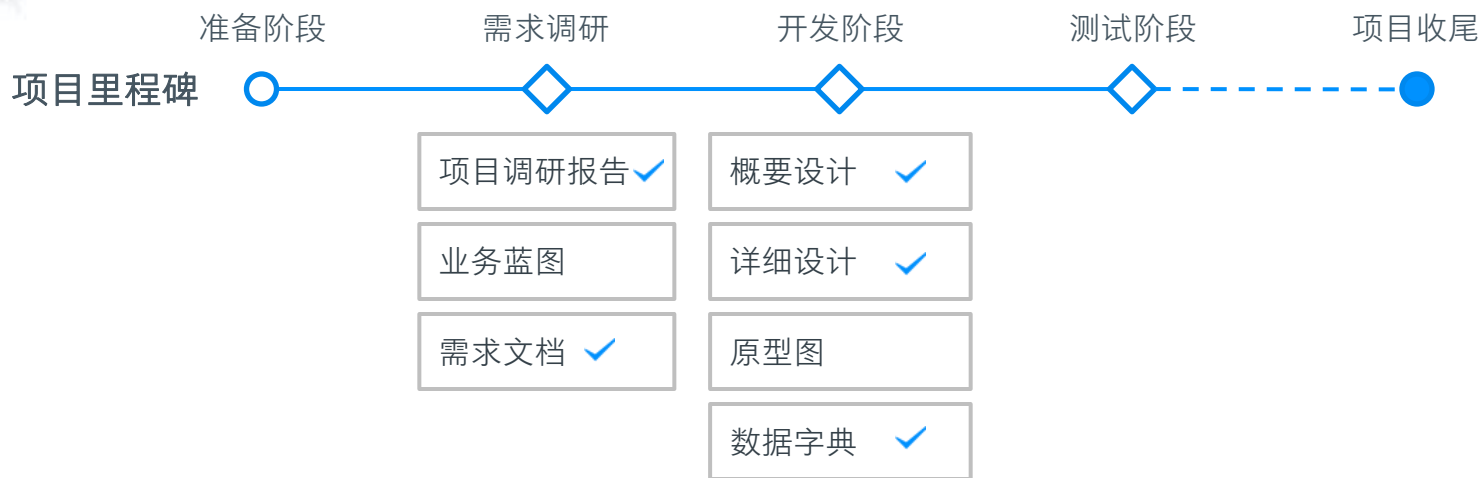 准备阶段 需求调研 开发阶段 测试阶段 项目收尾
项目里程碑
项目调研报告 概要设计
业务蓝图 详细设计
需求文档 原型图
数据字典